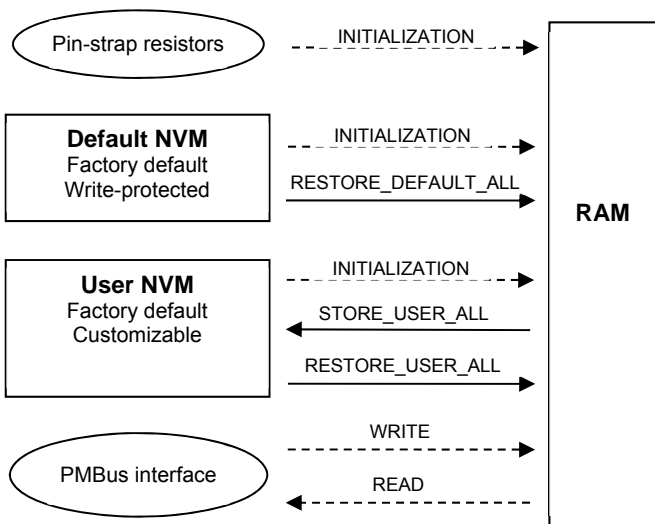 Pin-strap resistors
INITIALIZATION
Default NVM
Factory default
Write-protected
INITIALIZATION
RESTORE_DEFAULT_ALL
RAM
User NVM
Factory default
Customizable
INITIALIZATION
STORE_USER_ALL
RESTORE_USER_ALL
PMBus interface
WRITE
READ